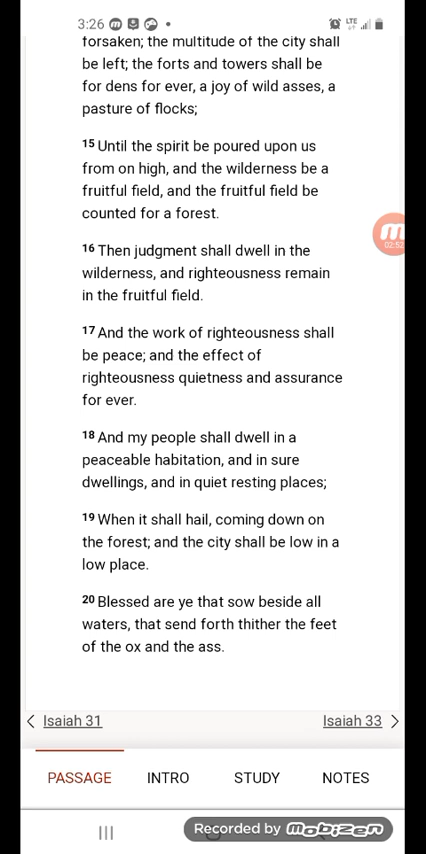 3:26
LTE
forsaken; the multitude of the city shall
be left; the forts and towers shall be
for dens for ever, a joy of wild asses, a
pasture of flocks;
15 Until the spirit be poured upon us
from on high, and the wilderness be a
fruitful field, and the fruitful field be
counted for a forest.
16 Then judgment shall dwell in the
wilderness, and righteousness remain
in the fruitful field.
17 And the work of righteousness shall
be peace; and the effect of
righteousness quietness and assurance
for ever.
18 And my people shall dwell in a
peaceable habitation, and in sure
dwellings, and in quiet resting places;
19 When it shall hail, coming down on
the forest; and the city shall be low in a
low place.
20 Blessed are ye that sow beside all
waters, that send forth thither the feet
of the ox and the ass.
02:52
Isaiah 31 Isaiah 33
PASSAGE INTRO STUDY NOTES
Recorded by mobizen